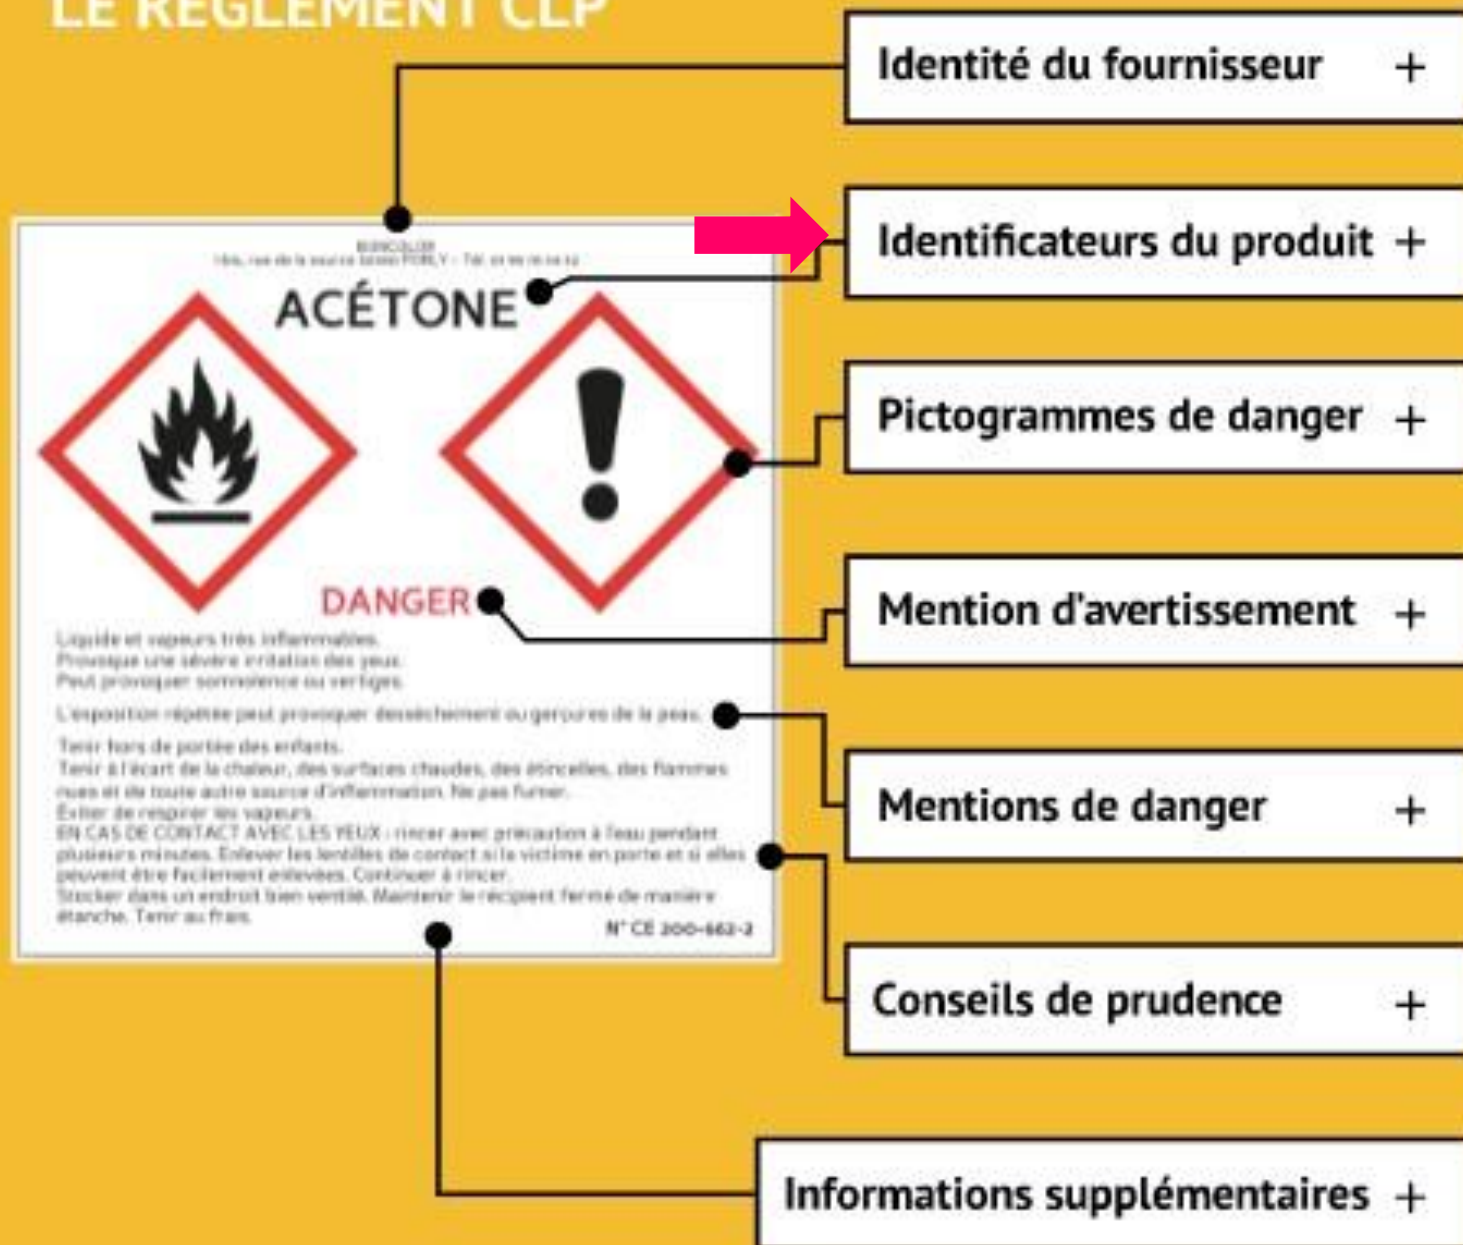 LE RÈGLEMENT CLP
Identité du fournisseur +
Identificateurs du produit +
ACÉTONE
Pictogrammes de danger +
DANGER
Mention d'avertissement +
Liquide et vapeurs très inflammables.
Provoque une sévère irritation des yeux.
Peut provoquer somnolence ou vertiges.
L'exposition répétée peut provoquer dessèchement ou gerçures de la peau.
Mentions de danger +
Tenir hors de portée des enfants.
Tenir à l'écart de la chaleur, des surfaces chaudes, des étincelles, des flammes
nues et de toute autre source d'inflammation. Ne pas fumer.
Éviter de respirer les vapeurs.
EN CAS DE CONTACT AVEC LES YEUX : rincer avec précaution à l'eau pendant
plusieurs minutes. Enlever les lentilles de contact si la victime en porte et si elles
peuvent être facilement enlevées. Continuer à rincer.
Stocker dans un endroit bien ventilé. Maintenir le récipient fermé de manière
étanche. Tenir au frais.
N° CE 200-662-2
Conseils de prudence +
Informations supplémentaires +